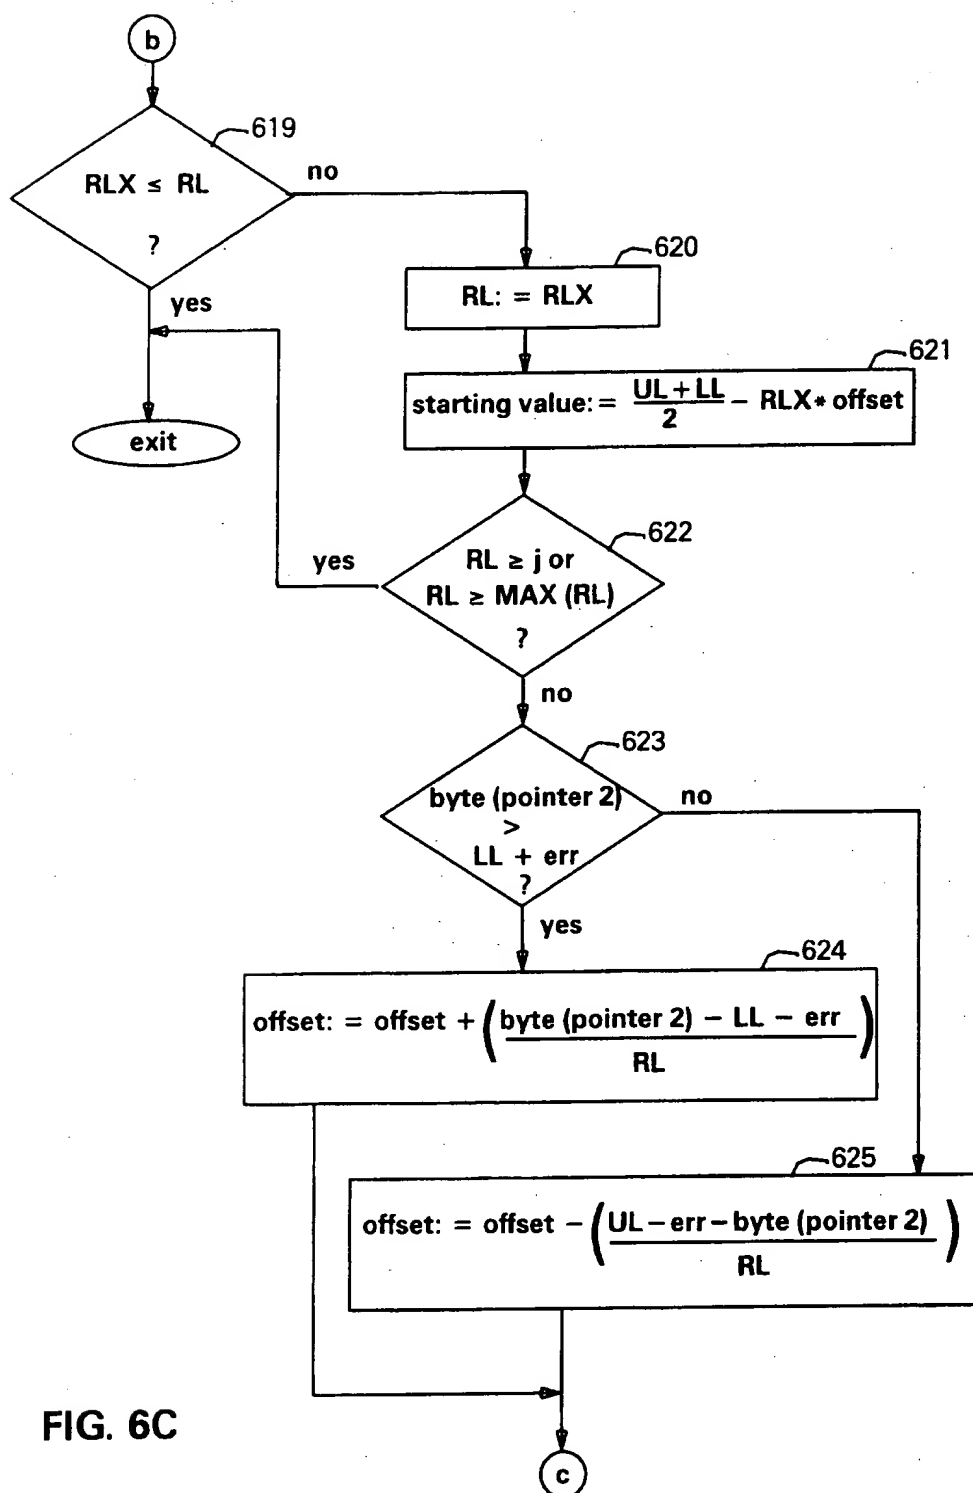 b
619
RLX ≤ RL
?
no
yes
exit
620
RL: = RLX
621
starting value: = UL + LL / 2 − RLX* offset
622
yes
RL ≥ j or
RL ≥ MAX (RL)
?
no
623
byte (pointer 2)
>
LL + err
?
no
yes
624
offset: = offset + (byte (pointer 2) − LL − err / RL)
625
offset: = offset − (UL − err − byte (pointer 2) / RL)
FIG. 6C
c